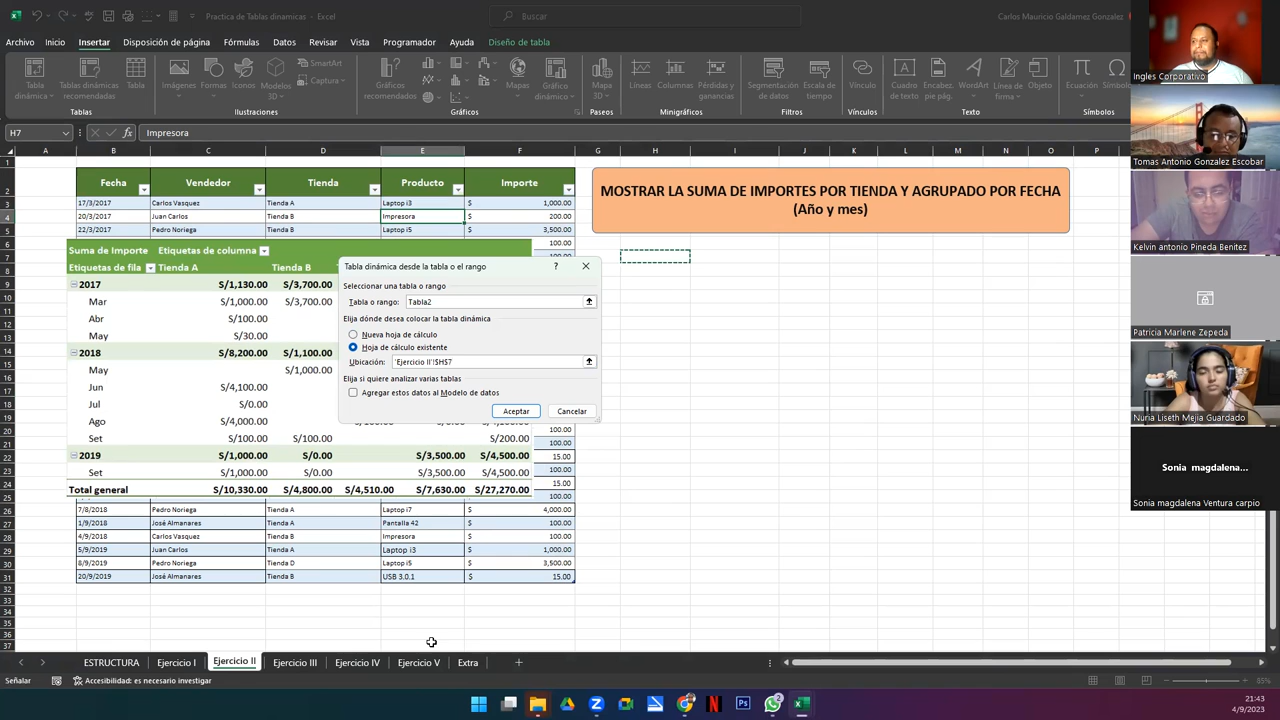 Practica de Tablas dinamicas - Excel
Buscar
Carlos Mauricio Galdamez Gonzalez
Archivo Inicio Insertar Disposición de página Fórmulas Datos Revisar Vista Programador Ayuda Diseño de tabla
Tabla dinámica
Tablas dinámicas recomendadas
Tabla
Imágenes
Formas
Iconos
Modelos 3D
SmartArt
Captura
Gráficos recomendados
Mapas
Gráfico dinámico
Mapa 3D
Líneas
Columnas
Pérdidas y ganancias
Segmentación de datos
Escala de tiempo
Vínculo
Cuadro de texto
Encabez. pie pág.
WordArt
Línea de firma
Objeto
Ecuación
Símbolo
Tablas Ilustraciones Gráficos Paseos Minigráficos Filtros Vínculos Texto Símbolos
H7 fx Impresora
A B C D E F G H I J K L M N O P
Fecha Vendedor Tienda Producto Importe
17/3/2017 Carlos Vasquez Tienda A Laptop i3 $ 1,000.00
20/3/2017 Juan Carlos Tienda B Impresora $ 200.00
22/3/2017 Pedro Noriega Tienda B Laptop i5 $ 3,500.00
MOSTRAR LA SUMA DE IMPORTES POR TIENDA Y AGRUPADO POR FECHA
(Año y mes)
Suma de Importe Etiquetas de columna
Etiquetas de fila Tienda A Tienda B
2017 S/1,130.00 S/3,700.00
Mar S/1,000.00 S/3,700.00
Abr S/100.00
May S/30.00
2018 S/8,200.00 S/1,100.00
May S/1,000.00
Jun S/4,100.00
Jul S/0.00
Ago S/4,000.00
Set S/100.00 S/100.00 S/200.00
2019 S/1,000.00 S/0.00 S/3,500.00 S/4,500.00
Set S/1,000.00 S/0.00 S/3,500.00 S/4,500.00
Total general S/10,330.00 S/4,800.00 S/4,510.00 S/7,630.00 S/27,270.00
100.00
100.00
100.00
15.00
100.00
15.00
100.00
Tabla dinámica desde la tabla o el rango ? ×
Seleccionar una tabla o rango
Tabla o rango: Tabla2
Elija dónde desea colocar la tabla dinámica
Nueva hoja de cálculo
Hoja de cálculo existente
Ubicación: 'Ejercicio II'!$H$7
Elija si quiere analizar varias tablas
Agregar estos datos al Modelo de datos
Aceptar Cancelar
7/8/2018 Pedro Noriega Tienda A Laptop i7 $ 4,000.00
1/9/2018 José Almanares Tienda A Pantalla 42 $ 100.00
4/9/2018 Carlos Vasquez Tienda B Impresora $ 100.00
5/9/2019 Juan Carlos Tienda A Laptop i3 $ 1,000.00
8/9/2019 Pedro Noriega Tienda D Laptop i5 $ 3,500.00
20/9/2019 José Almanares Tienda B USB 3.0.1 $ 15.00
ESTRUCTURA Ejercicio I Ejercicio II Ejercicio III Ejercicio IV Ejercicio V Extra
Señalar Accesibilidad: es necesario investigar 85%
Ingles Corporativo
Tomas Antonio Gonzalez Escobar
Kelvin antonio Pineda Benitez
Patricia Marlene Zepeda
Nuria Liseth Mejia Guardado
Sonia magdalena...
Sonia magdalena Ventura carpio
21:43
4/9/2023